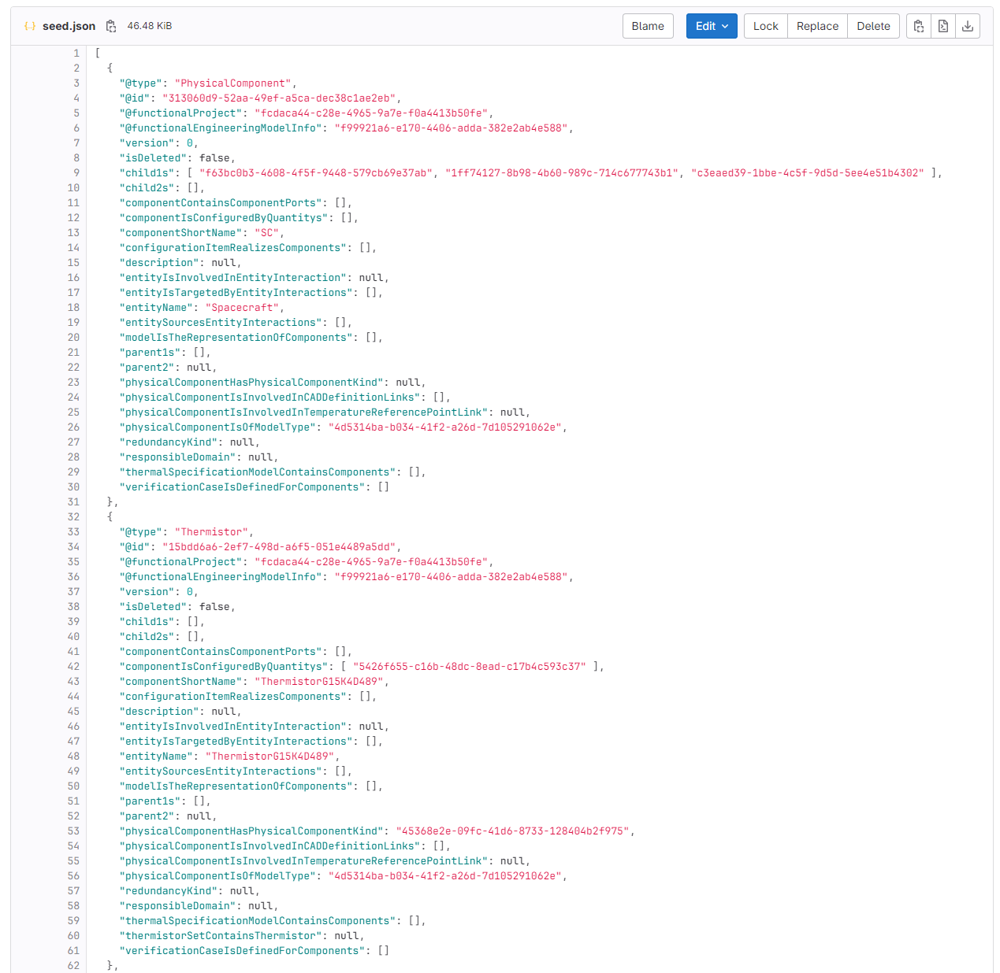 {..} seed.json 46.48 KiB Blame Edit Lock Replace Delete
1 [
2 {
3 "@type": "PhysicalComponent",
4 "@id": "313060d9-52aa-49ef-a5ca-dec38c1ae2eb",
5 "@functionalProject": "fcdaca44-c28e-4965-9a7e-f0a4413b50fe",
6 "@functionalEngineeringModelInfo": "f99921a6-e170-4406-adda-382e2ab4e588",
7 "version": 0,
8 "isDeleted": false,
9 "child1s": [ "f63bc0b3-4608-4f5f-9448-579cb69e37ab", "1ff74127-8b98-4b60-989c-714c677743b1", "c3eaed39-1bbe-4c5f-9d5d-5ee4e51b4302" ],
10 "child2s": [],
11 "componentContainsComponentPorts": [],
12 "componentIsConfiguredByQuantitys": [],
13 "componentShortName": "SC",
14 "configurationItemRealizesComponents": [],
15 "description": null,
16 "entityIsInvolvedInEntityInteraction": null,
17 "entityIsTargetedByEntityInteractions": [],
18 "entityName": "Spacecraft",
19 "entitySourcesEntityInteractions": [],
20 "modelIsTheRepresentationOfComponents": [],
21 "parent1s": [],
22 "parent2": null,
23 "physicalComponentHasPhysicalComponentKind": null,
24 "physicalComponentIsInvolvedInCADDefinitionLinks": [],
25 "physicalComponentIsInvolvedInTemperatureReferencePointLink": null,
26 "physicalComponentIsOfModelType": "4d5314ba-b034-41f2-a26d-7d105291062e",
27 "redundancyKind": null,
28 "responsibleDomain": null,
29 "thermalSpecificationModelContainsComponents": [],
30 "verificationCaseIsDefinedForComponents": []
31 },
32 {
33 "@type": "Thermistor",
34 "@id": "15bdd6a6-2ef7-498d-a6f5-051e4489a5dd",
35 "@functionalProject": "fcdaca44-c28e-4965-9a7e-f0a4413b50fe",
36 "@functionalEngineeringModelInfo": "f99921a6-e170-4406-adda-382e2ab4e588",
37 "version": 0,
38 "isDeleted": false,
39 "child1s": [],
40 "child2s": [],
41 "componentContainsComponentPorts": [],
42 "componentIsConfiguredByQuantitys": [ "5426f655-c16b-48dc-8ead-c17b4c593c37" ],
43 "componentShortName": "ThermistorG15K4D489",
44 "configurationItemRealizesComponents": [],
45 "description": null,
46 "entityIsInvolvedInEntityInteraction": null,
47 "entityIsTargetedByEntityInteractions": [],
48 "entityName": "ThermistorG15K4D489",
49 "entitySourcesEntityInteractions": [],
50 "modelIsTheRepresentationOfComponents": [],
51 "parent1s": [],
52 "parent2": null,
53 "physicalComponentHasPhysicalComponentKind": "45368e2e-09fc-41d6-8733-128404b2f975",
54 "physicalComponentIsInvolvedInCADDefinitionLinks": [],
55 "physicalComponentIsInvolvedInTemperatureReferencePointLink": null,
56 "physicalComponentIsOfModelType": "4d5314ba-b034-41f2-a26d-7d105291062e",
57 "redundancyKind": null,
58 "responsibleDomain": null,
59 "thermalSpecificationModelContainsComponents": [],
60 "thermistorSetContainsThermistor": null,
61 "verificationCaseIsDefinedForComponents": []
62 },